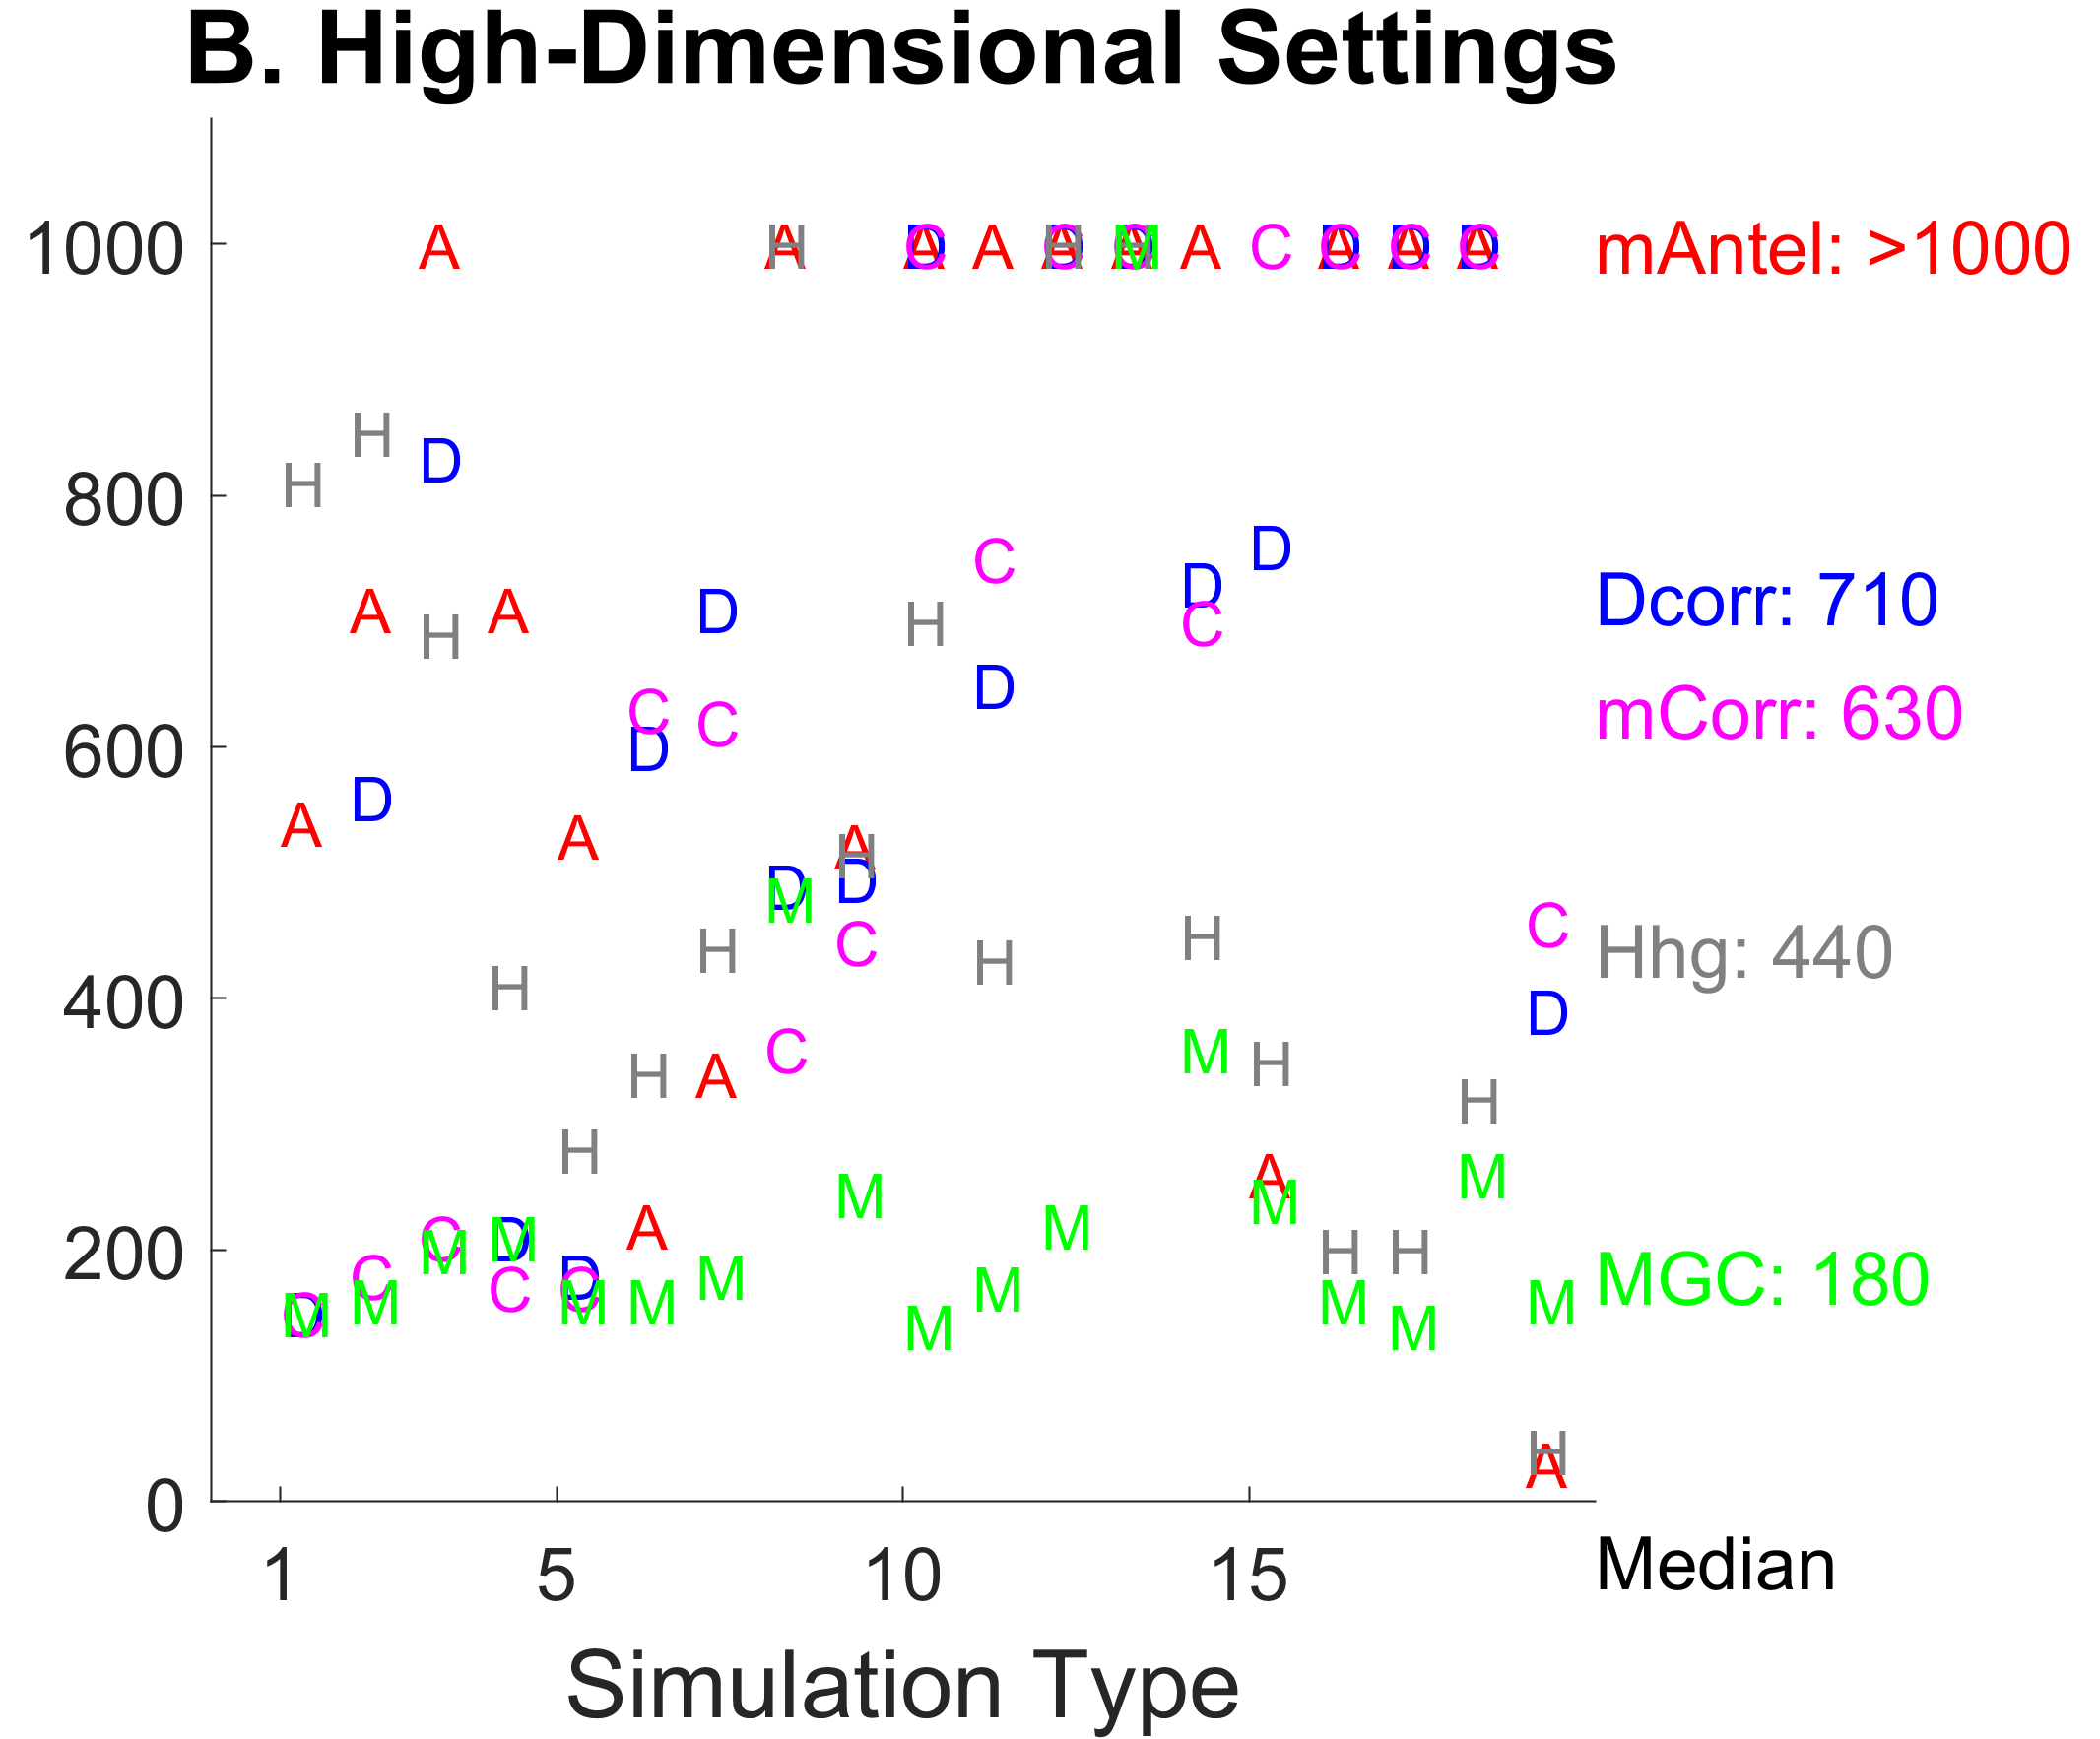 B. High-Dimensional Settings
1000 A A H A D C A A D C H A D C H M A C A D C A D C A D C mAntel: >1000
H
D
800 H
D
C D
A H A D H C Dcorr: 710
C D mCorr: 630
C
600 D
D
A A
A H
D M D
C H C Hhg: 440
H H
400 H D
H A C M H
H
H
A M
M A M M
200 C M D M D M H H MGC: 180
C M C C M M M M M M M
D C M M M
H
A
0
1 5 10 15 Median
Simulation Type